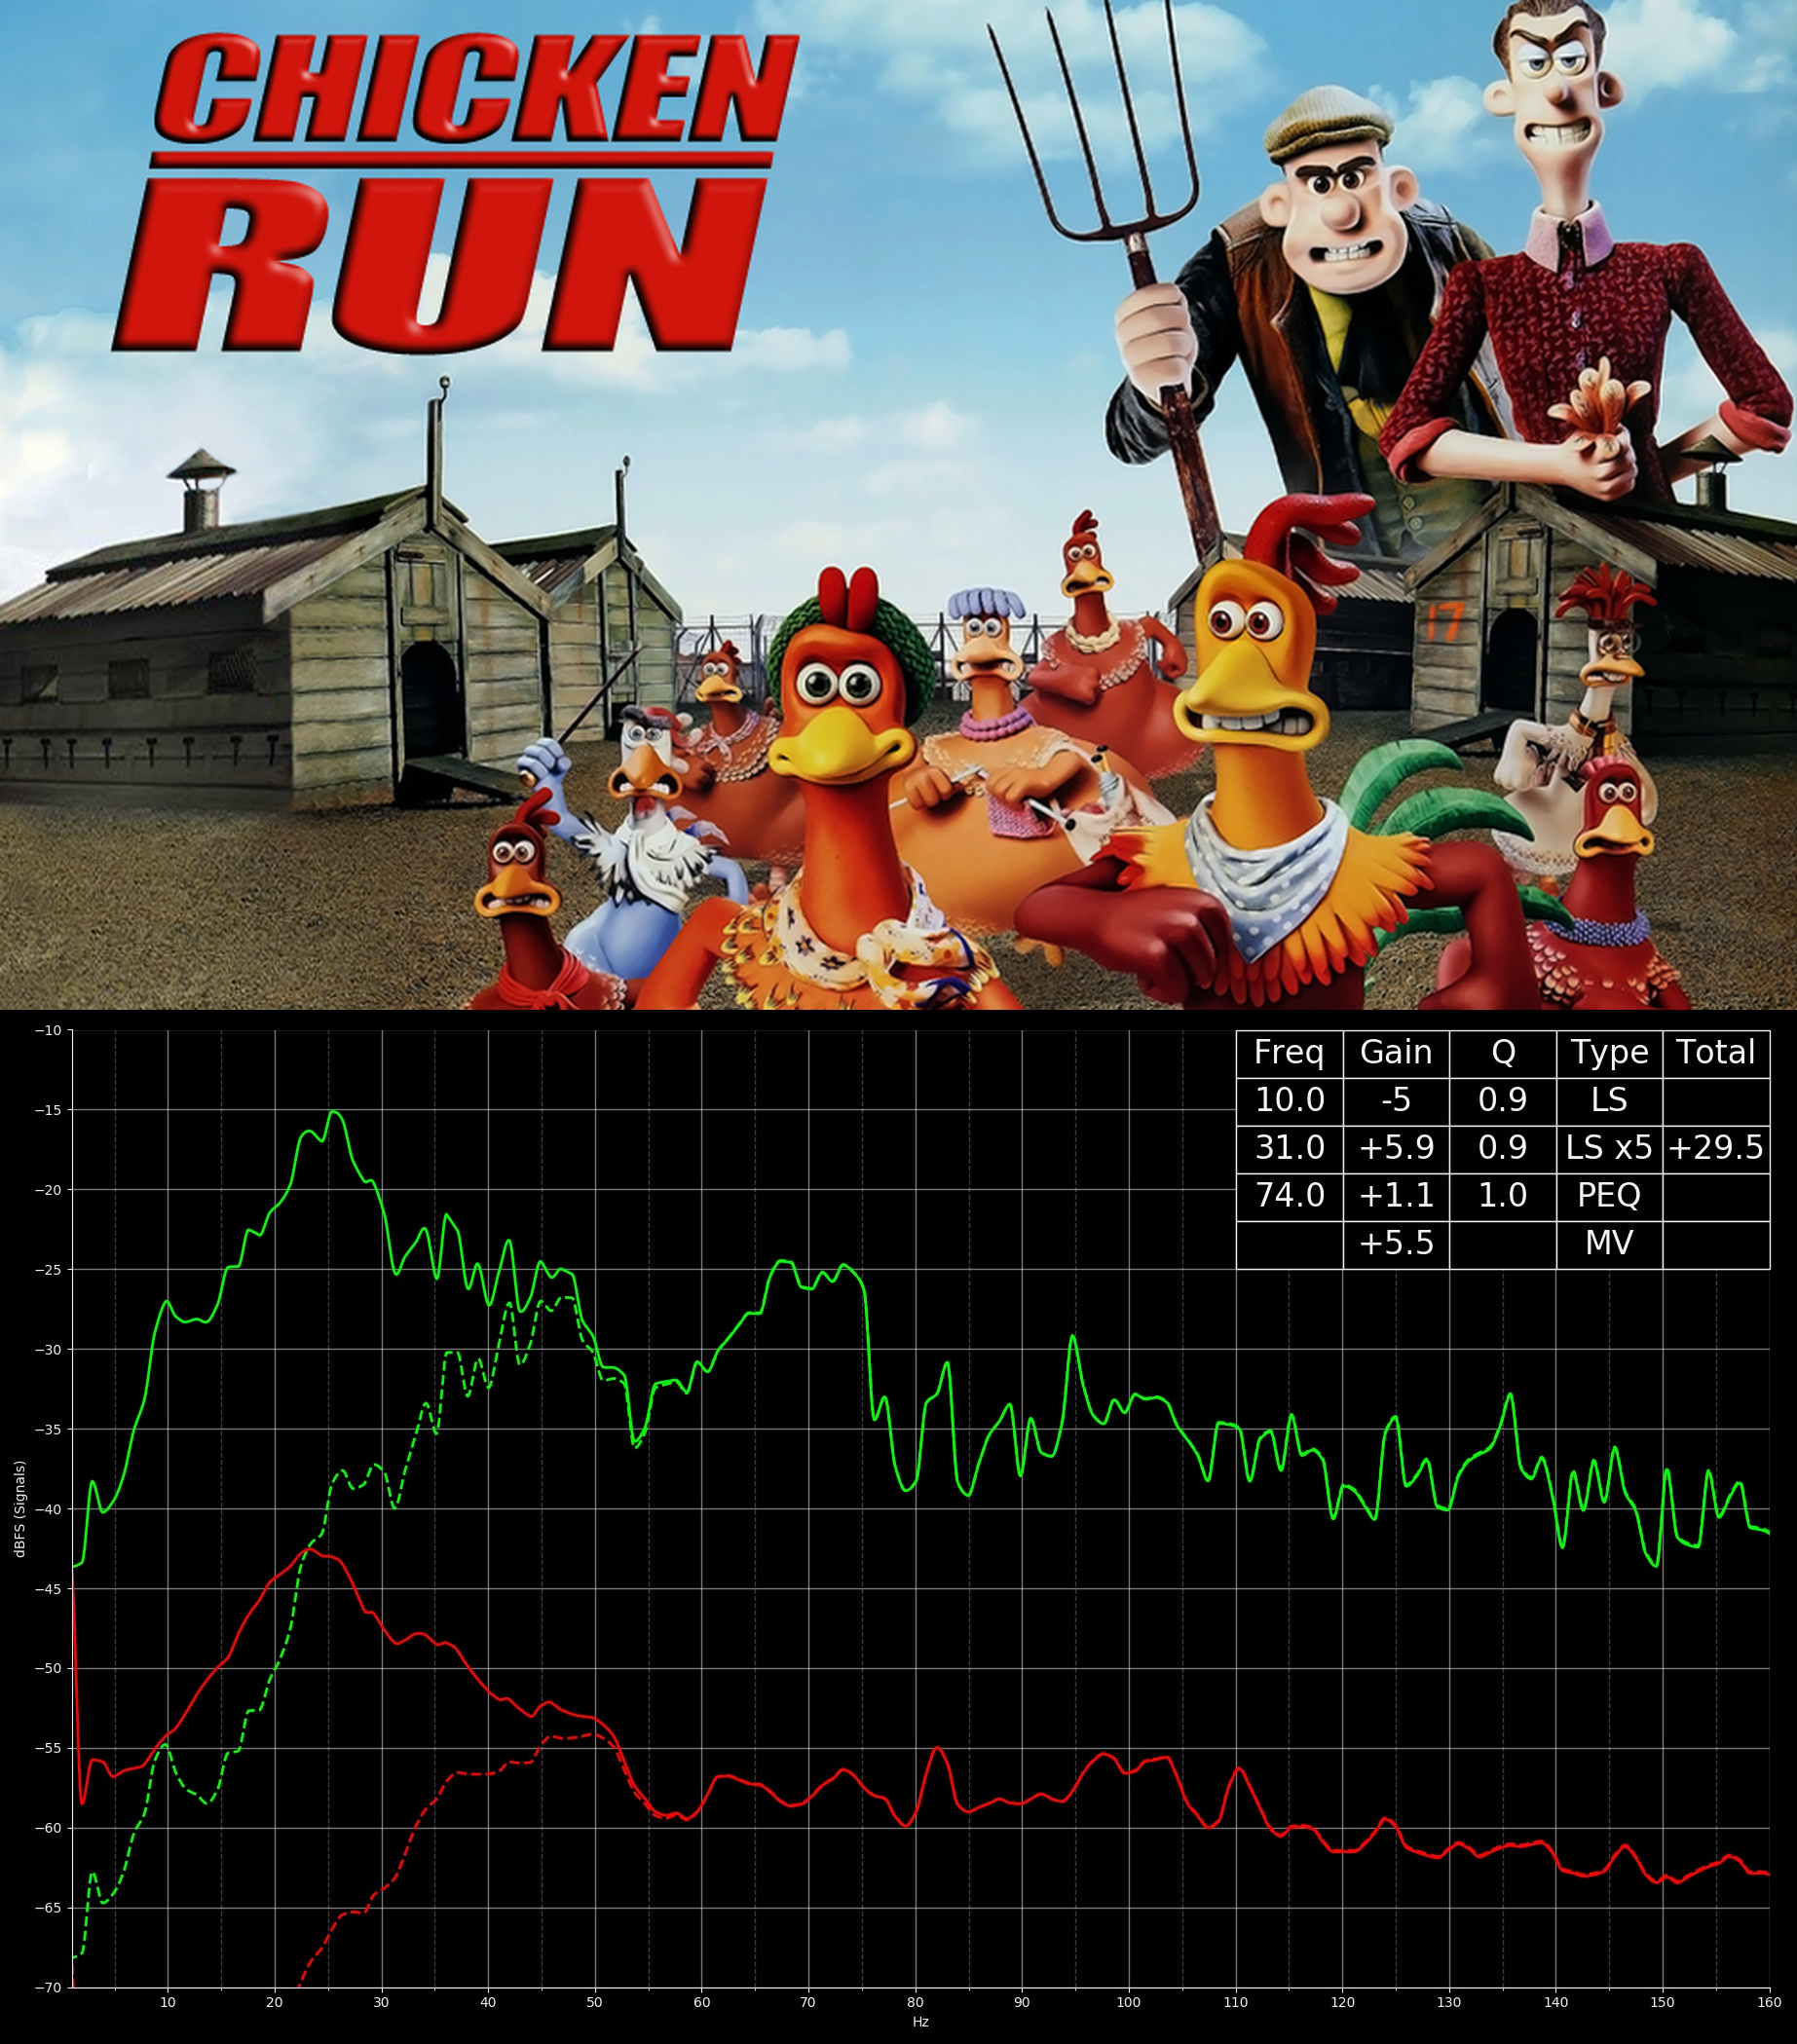 CHICKEN
RUN
17
Freq Gain Q Type Total
10.0 -5 0.9 LS
31.0 +5.9 0.9 LS x5 +29.5
74.0 +1.1 1.0 PEQ
+5.5 MV
−10
−15
−20
−25
−30
−35
−40
−45
−50
−55
−60
−65
−70
dBFS (Signals)
10 20 30 40 50 60 70 80 90 100 110 120 130 140 150 160
Hz